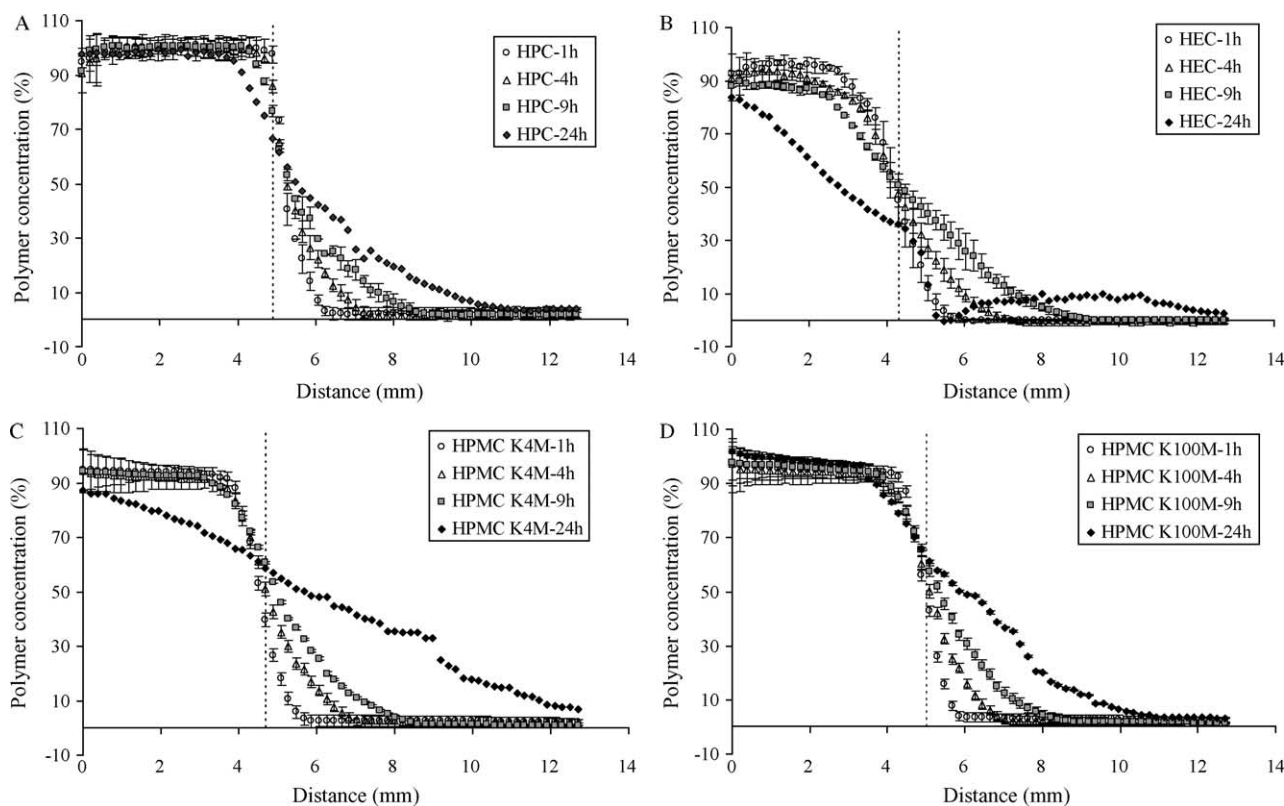 A
110
90
70
50
30
10
-10
Polymer concentration (%)
0 2 4 6 8 10 12 14
Distance (mm)
HPC-1h
HPC-4h
HPC-9h
HPC-24h
B
110
90
70
50
30
10
-10
Polymer concentration (%)
0 2 4 6 8 10 12 14
Distance (mm)
HEC-1h
HEC-4h
HEC-9h
HEC-24h
C
110
90
70
50
30
10
-10
Polymer concentration (%)
0 2 4 6 8 10 12 14
Distance (mm)
HPMC K4M-1h
HPMC K4M-4h
HPMC K4M-9h
HPMC K4M-24h
D
110
90
70
50
30
10
-10
Polymer concentration (%)
0 2 4 6 8 10 12 14
Distance (mm)
HPMC K100M-1h
HPMC K100M-4h
HPMC K100M-9h
HPMC K100M-24h